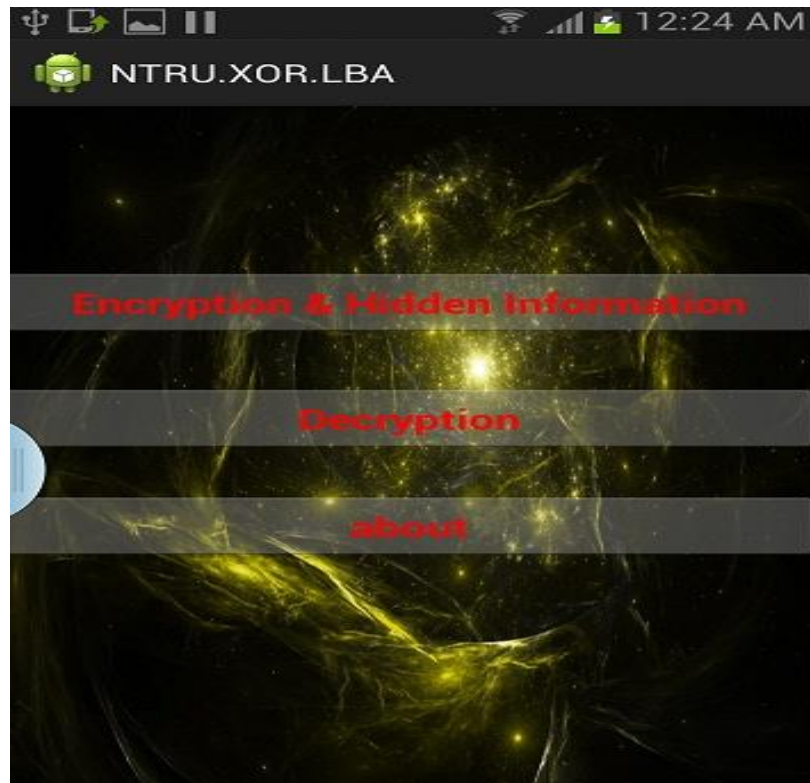 12:24 AM
NTRU.XOR.LBA
Encryption & Hidden Information
Decryption
about